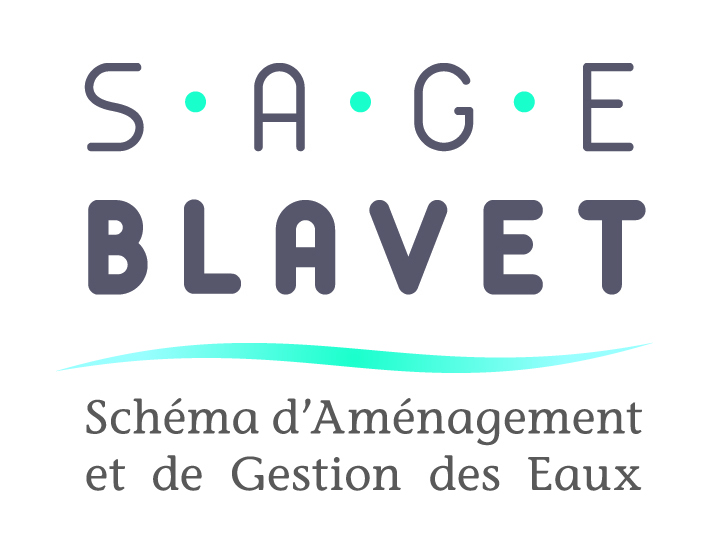 S·A·G·E
BLAVET
Schéma d’Aménagement
et de Gestion des Eaux